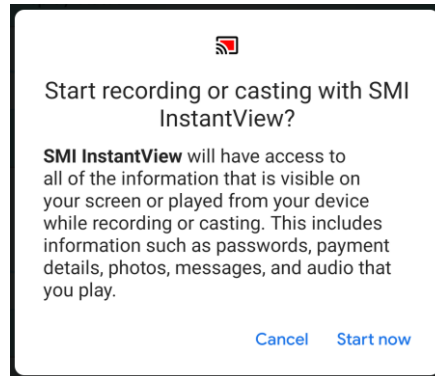 Start recording or casting with SMI
InstantView?
SMI InstantView will have access to
all of the information that is visible on
your screen or played from your device
while recording or casting. This includes
information such as passwords, payment
details, photos, messages, and audio that
you play.
Cancel Start now